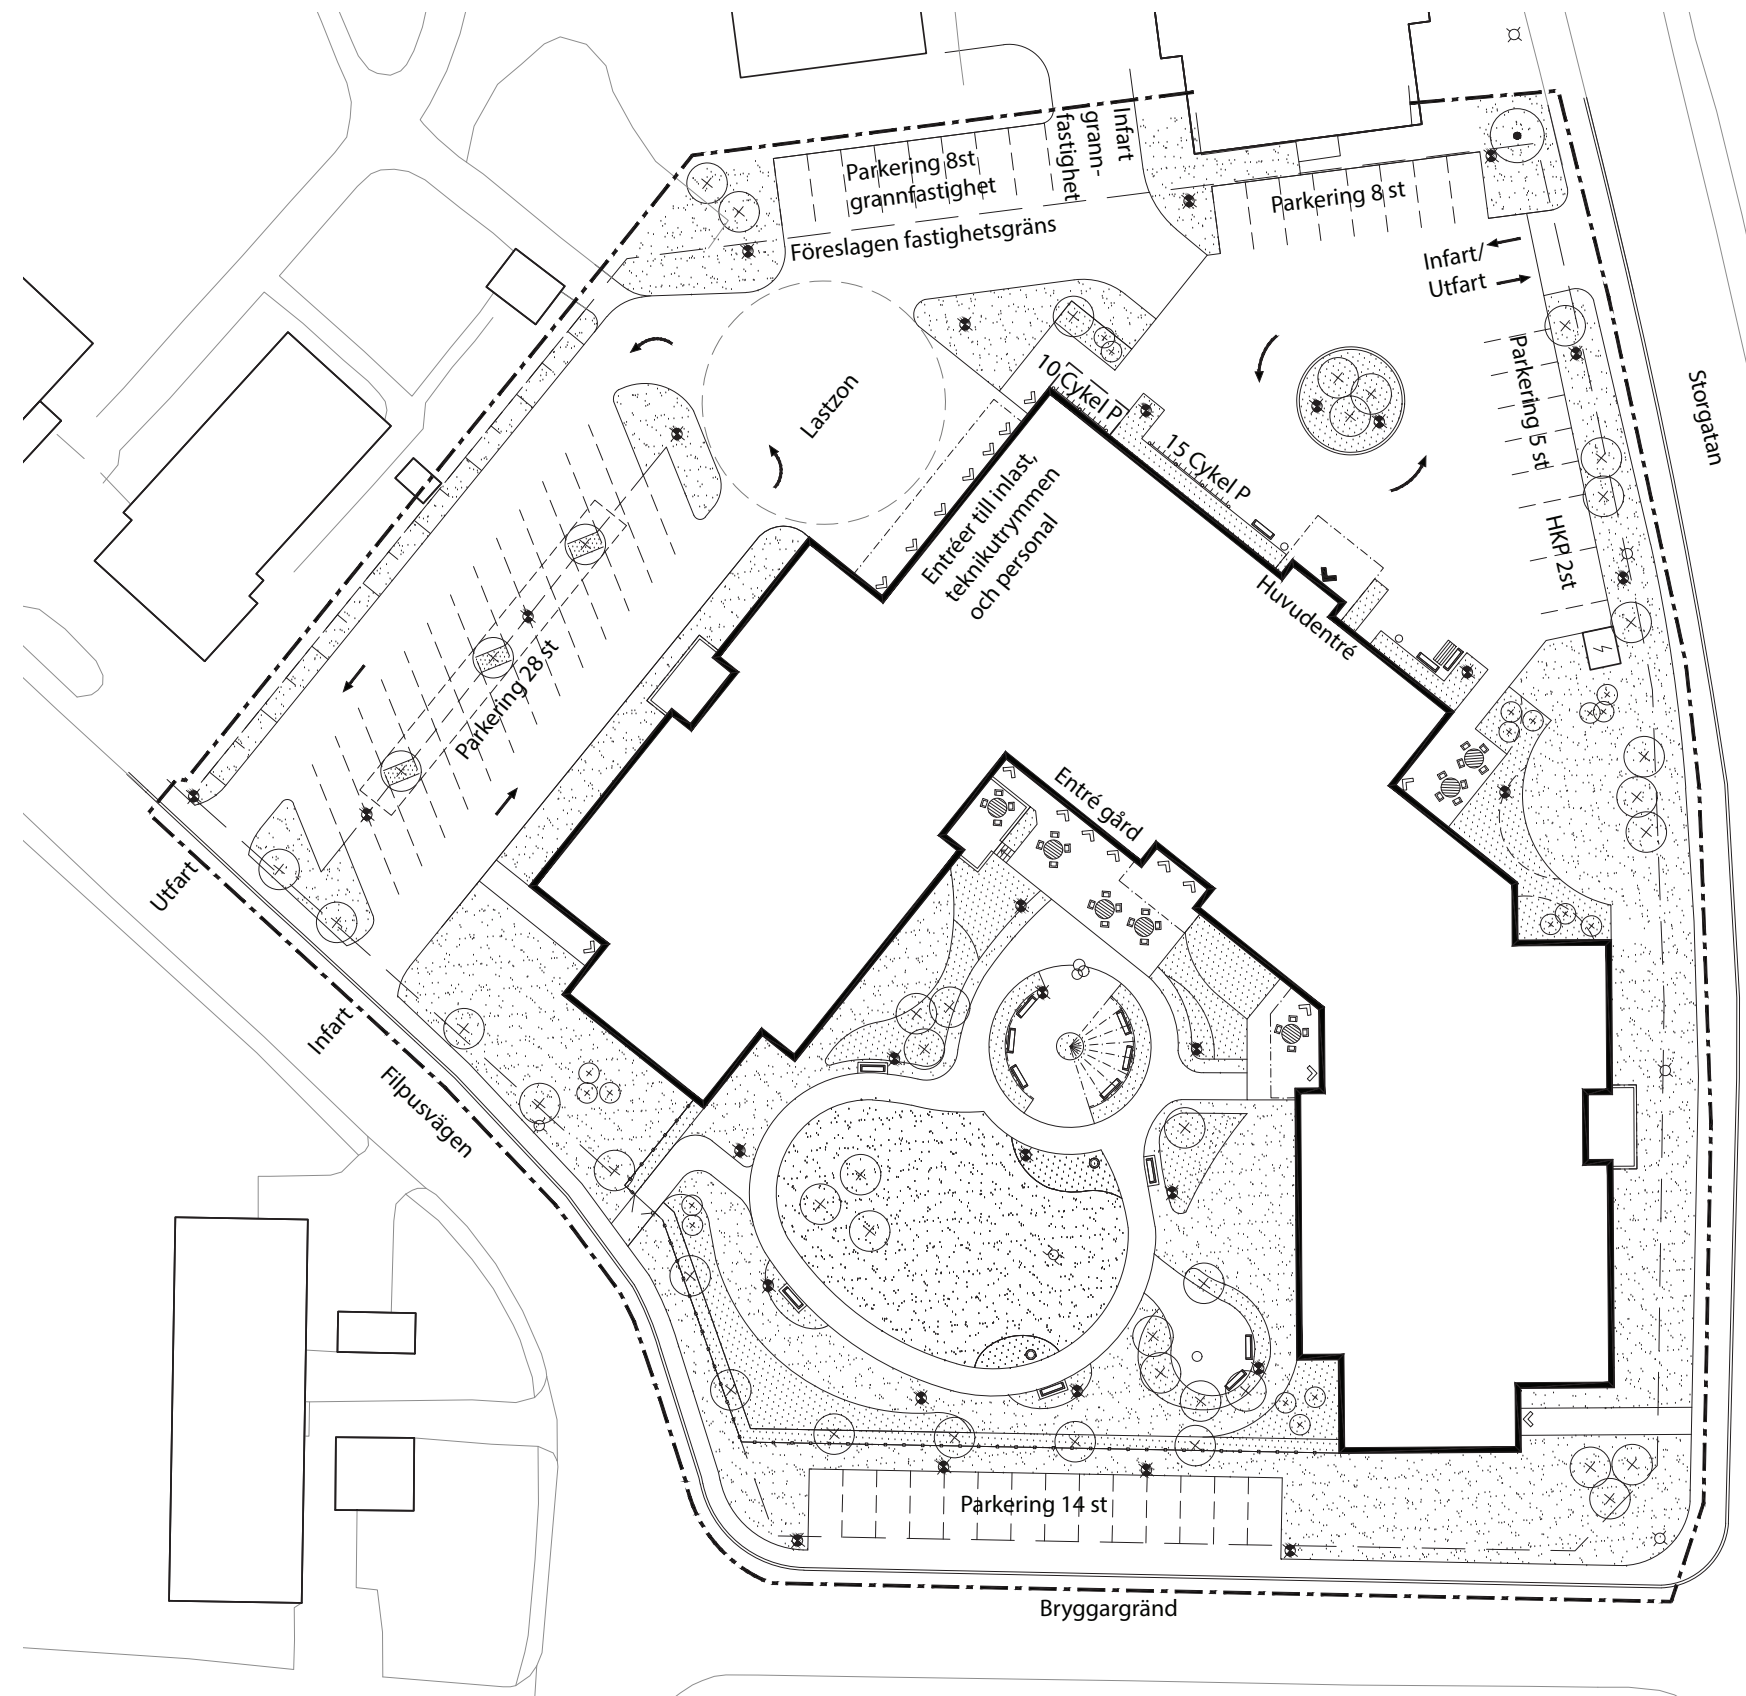 Parkering 8st
grannfastighet
Infart
grann-
fastighet
Föreslagen fastighetsgräns
Parkering 8 st
Infart/
Utfart
Parkering 5 st
Storgatan
HKP 2st
Lastzon
10 Cykel P
15 Cykel P
Entréer till inlast,
teknikutrymmen
och personal
Huvudentré
Parkering 28 st
Entré gård
Utfart
Infart
Filpusvägen
Parkering 14 st
Bryggargränd